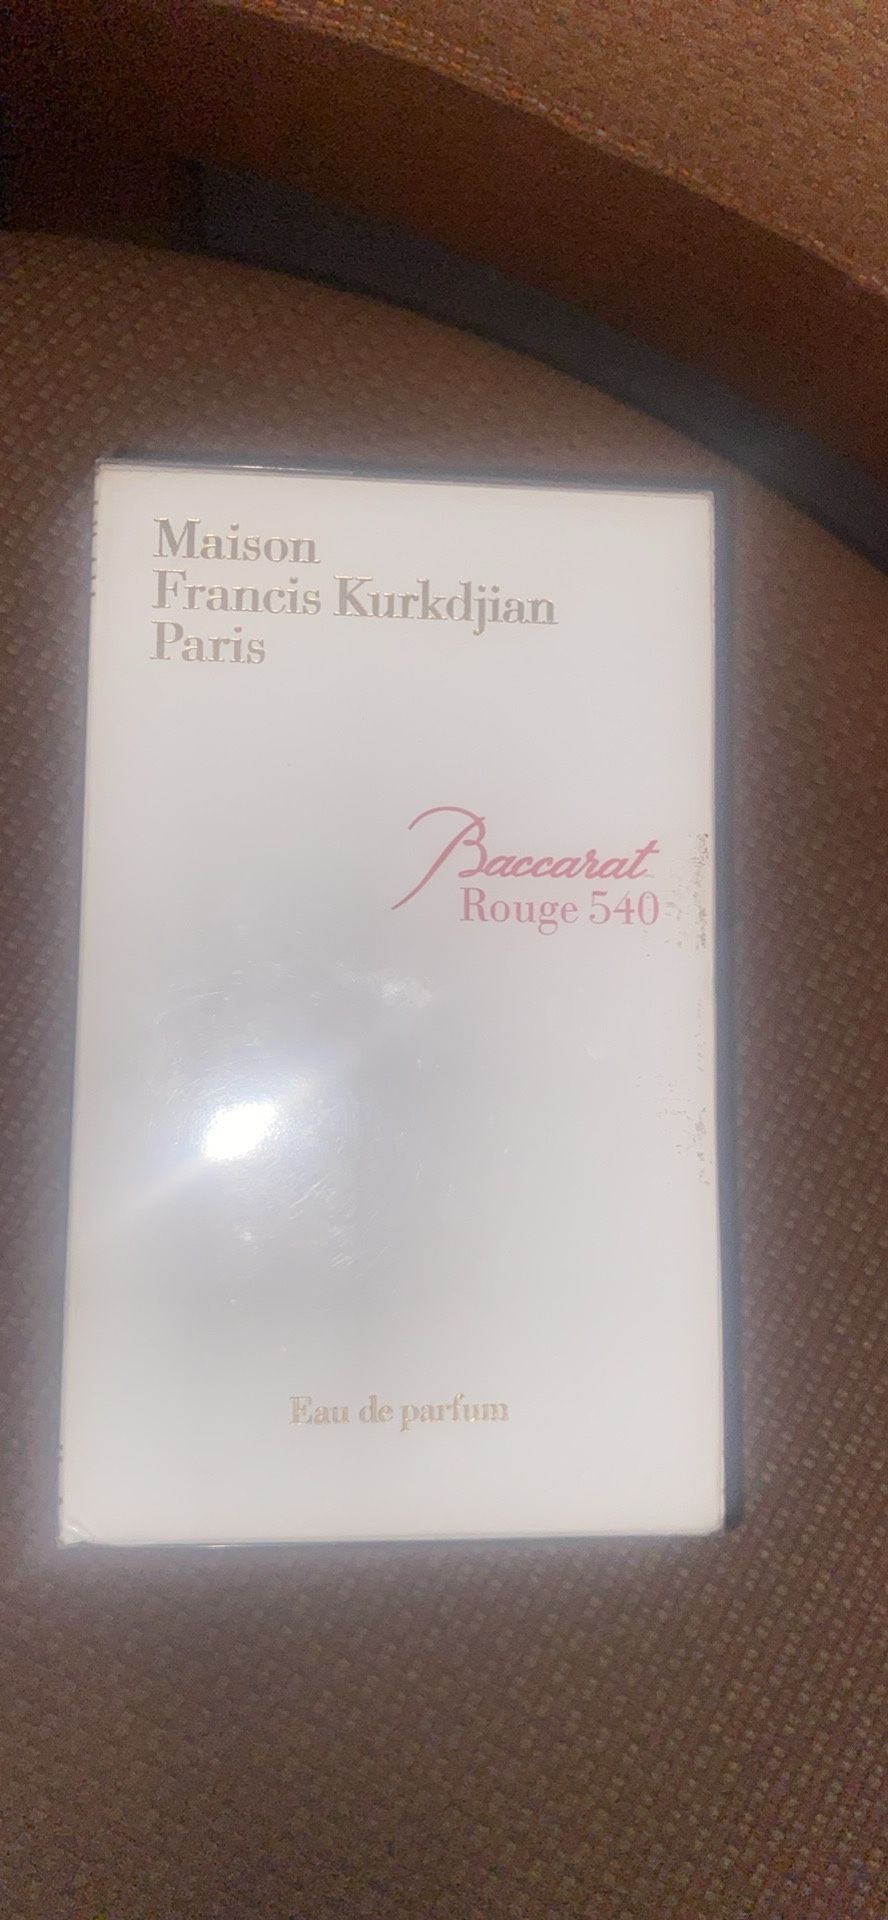 Maison
Francis Kurkdjian
Paris
Baccarat
Rouge 540
Eau de parfum